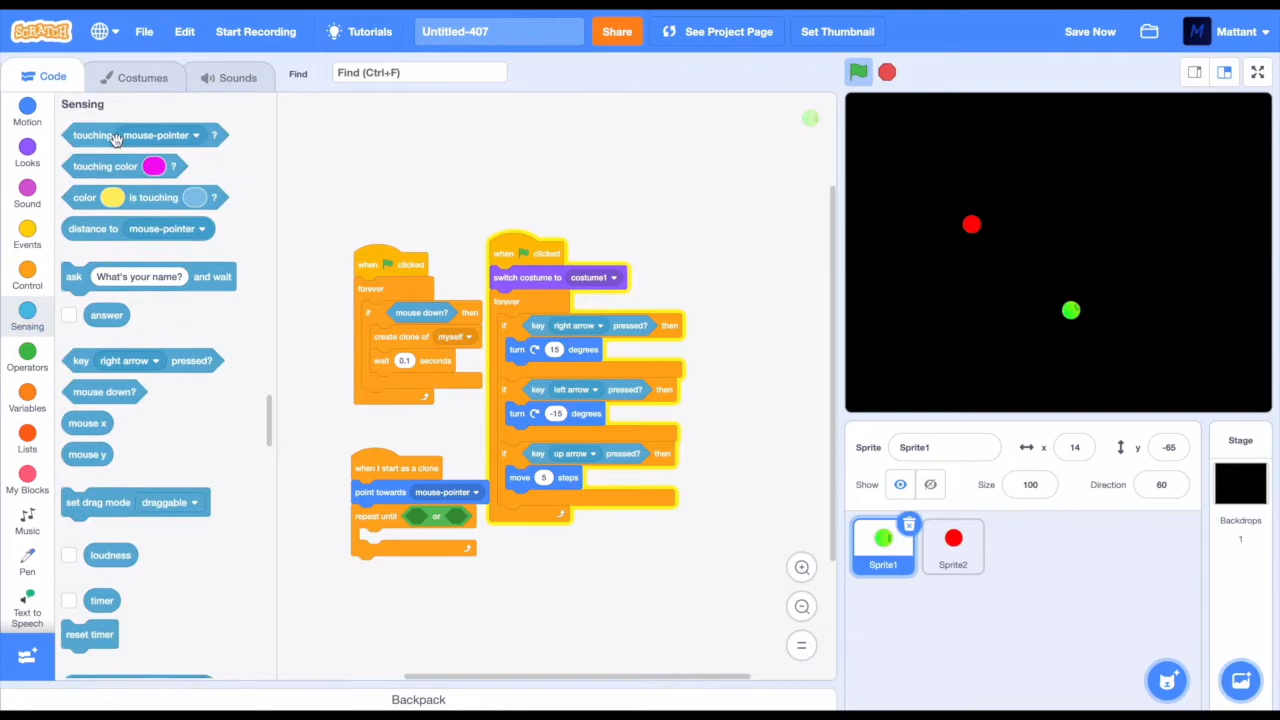 SCRATCH File Edit Start Recording Tutorials Untitled-407 Share See Project Page Set Thumbnail Save Now M Mattant
Code Costumes Sounds Find Find (Ctrl+F)
Motion
Looks
Sound
Events
Control
Sensing
Operators
Variables
Lists
My Blocks
Music
Pen
Text to
Speech
Sensing
touching mouse-pointer ?
touching color ?
color is touching ?
distance to mouse-pointer
ask What's your name? and wait
answer
key right arrow pressed?
mouse down?
mouse x
mouse y
set drag mode draggable
loudness
timer
reset timer
when clicked
forever
if mouse down? then
create clone of myself
wait 0.1 seconds
when I start as a clone
point towards mouse-pointer
repeat until or
when clicked
switch costume to costume1
forever
if key right arrow pressed? then
turn 15 degrees
if key left arrow pressed? then
turn -15 degrees
if key up arrow pressed? then
move 5 steps
Backpack
Sprite Sprite1 x 14 y -65
Show Size 100 Direction 60
Sprite1
Sprite2
Stage
Backdrops
1